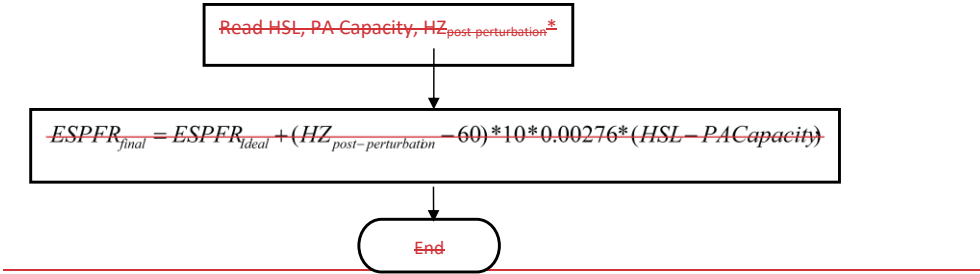 Read HSL, PA Capacity, HZpost-perturbation*
ESPFRfinal = ESPFRIdeal + (HZpost-perturbation − 60) * 10 * 0.00276 * (HSL − PACapacity)
End